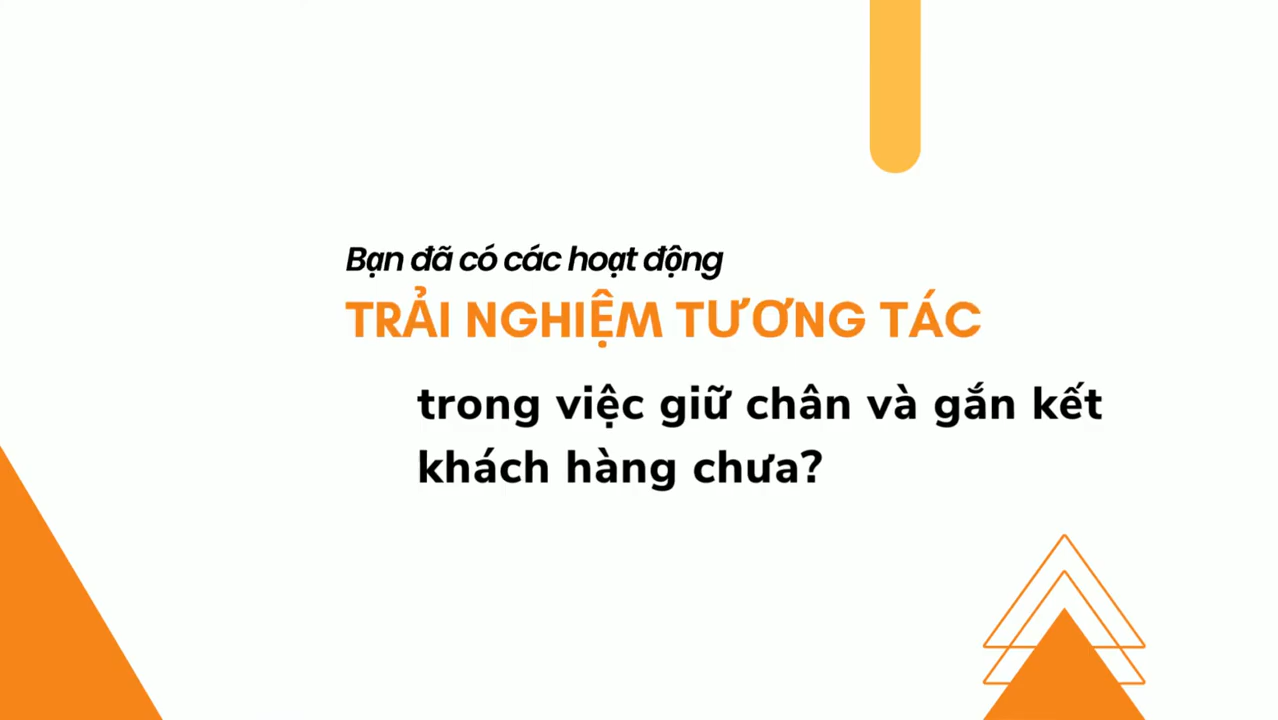 Bạn đã có các hoạt động
TRẢI NGHIỆM TƯƠNG TÁC
trong việc giữ chân và gắn kết
khách hàng chưa?